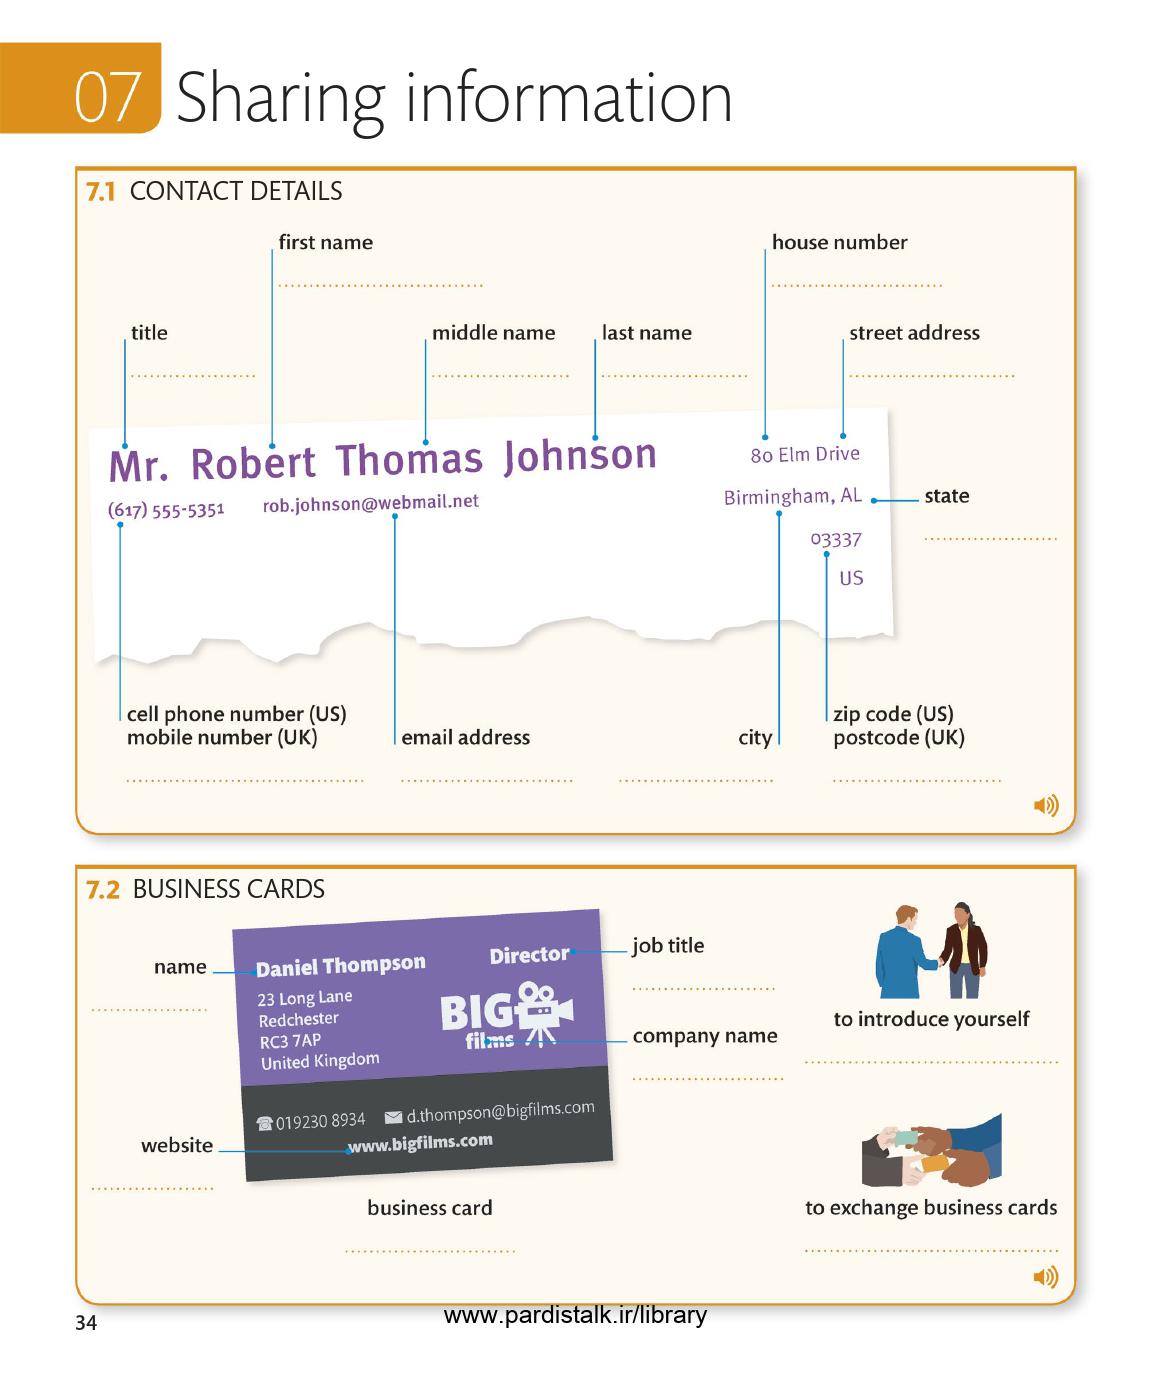 07 Sharing information
7.1 CONTACT DETAILS
first name
house number
title
middle name
last name
street address
Mr. Robert Thomas Johnson
(617) 555-5351 rob.johnson@webmail.net
80 Elm Drive
Birmingham, AL
03337
US
state
cell phone number (US)
mobile number (UK)
email address
city
zip code (US)
postcode (UK)
7.2 BUSINESS CARDS
name
Daniel Thompson
23 Long Lane
Redchester
RC3 7AP
United Kingdom
Director
BIG
films
019230 8934 d.thompson@bigfilms.com
www.bigfilms.com
job title
company name
website
business card
to introduce yourself
to exchange business cards
34
www.pardistalk.ir/library